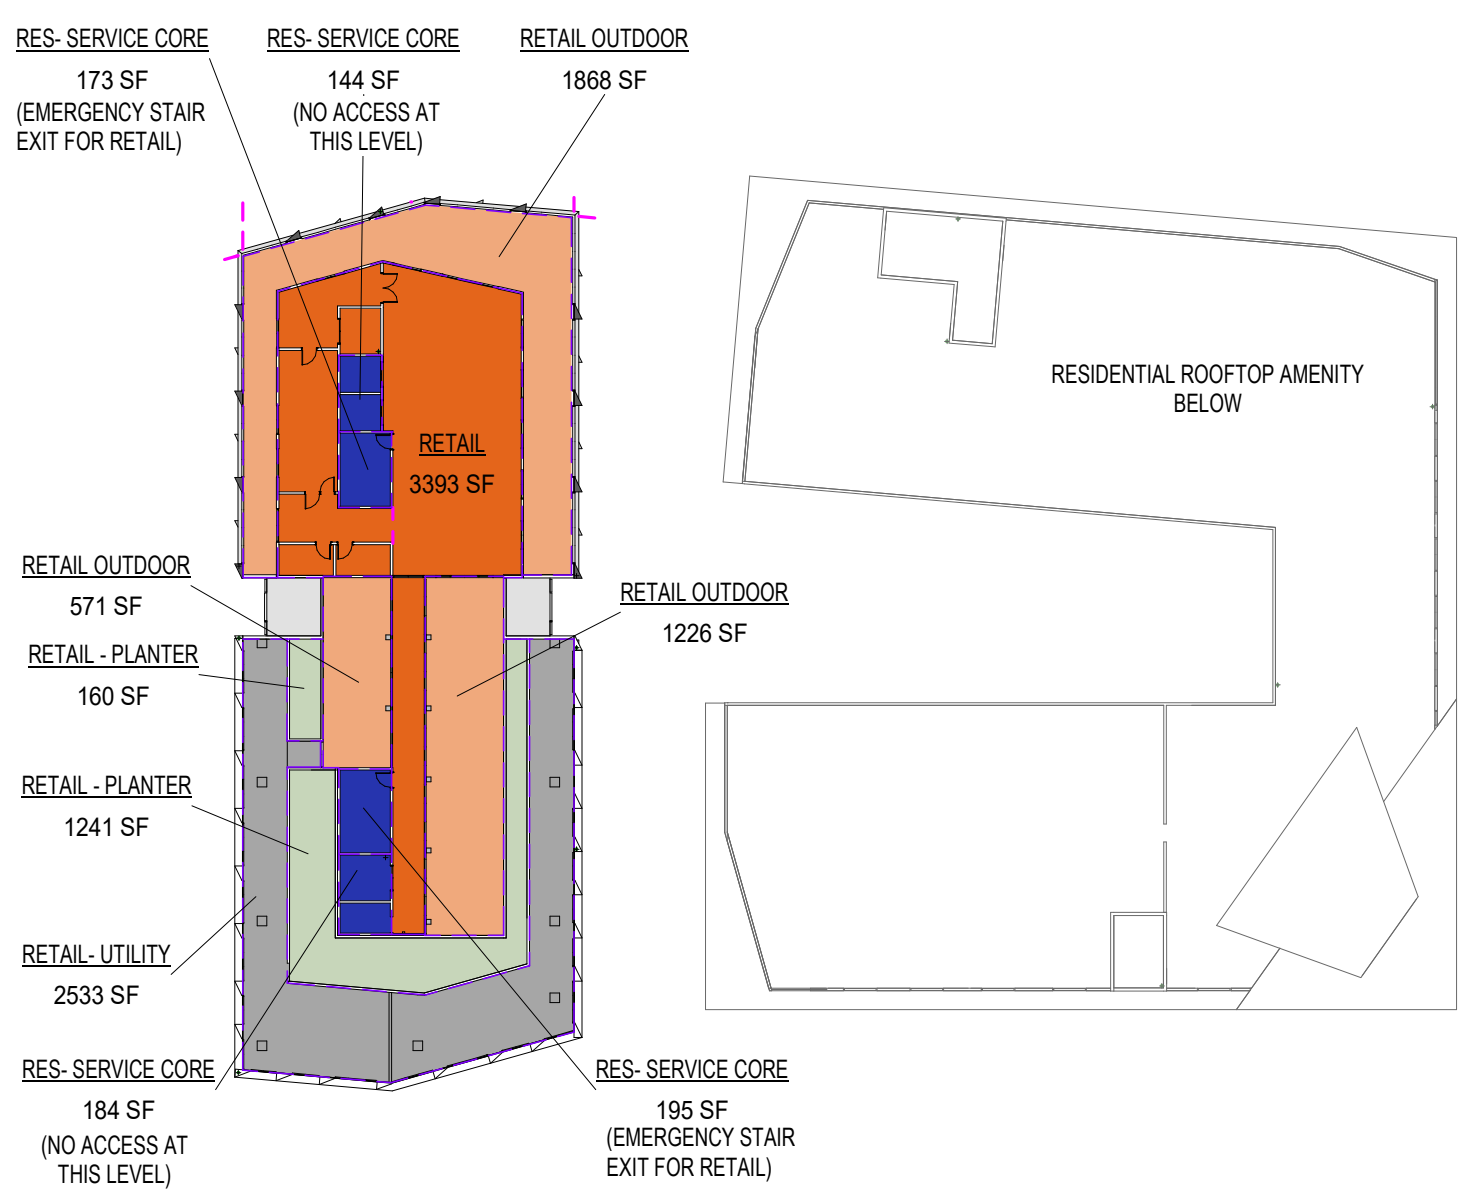 RES- SERVICE CORE
173 SF
(EMERGENCY STAIR
EXIT FOR RETAIL)
RES- SERVICE CORE
144 SF
(NO ACCESS AT
THIS LEVEL)
RETAIL OUTDOOR
1868 SF
RESIDENTIAL ROOFTOP AMENITY
BELOW
RETAIL
3393 SF
RETAIL OUTDOOR
571 SF
RETAIL OUTDOOR
1226 SF
RETAIL - PLANTER
160 SF
RETAIL - PLANTER
1241 SF
RETAIL- UTILITY
2533 SF
RES- SERVICE CORE
184 SF
(NO ACCESS AT
THIS LEVEL)
RES- SERVICE CORE
195 SF
(EMERGENCY STAIR
EXIT FOR RETAIL)